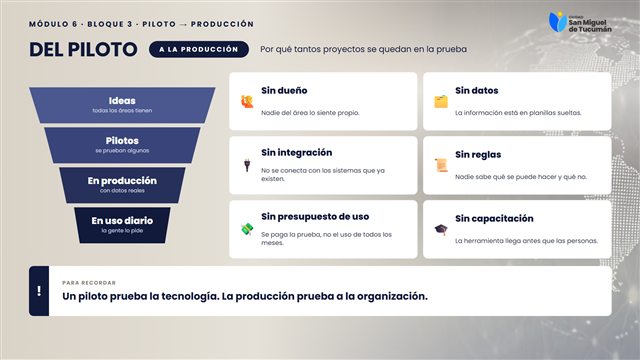 MÓDULO 6 · BLOQUE 3 · PILOTO → PRODUCCIÓN
CIUDAD
San Miguel
de Tucumán
DEL PILOTO
A LA PRODUCCIÓN
Por qué tantos proyectos se quedan en la prueba
Ideas
todas las áreas tienen
Pilotos
se prueban algunos
En producción
con datos reales
En uso diario
la gente lo pide
Sin dueño
Nadie del área lo siente propio.
Sin datos
La información está en planillas sueltas.
Sin integración
No se conecta con los sistemas que ya
existen.
Sin reglas
Nadie sabe qué se puede hacer y qué no.
Sin presupuesto de uso
Se paga la prueba, no el uso de todos los
meses.
Sin capacitación
La herramienta llega antes que las personas.
!
PARA RECORDAR
Un piloto prueba la tecnología. La producción prueba a la organización.